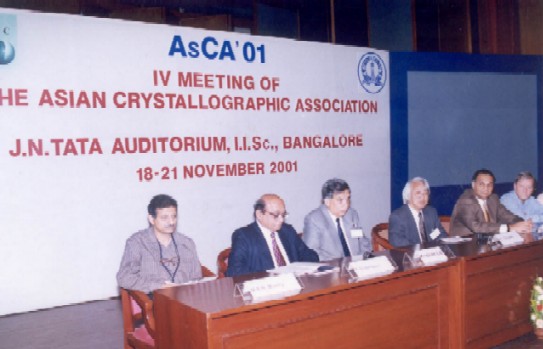 AsCA'01
IV MEETING OF
HE ASIAN CRYSTALLOGRAPHIC ASSOCIATION
J.N.TATA AUDITORIUM, I.I.Sc., BANGALORE
18-21 NOVEMBER 2001